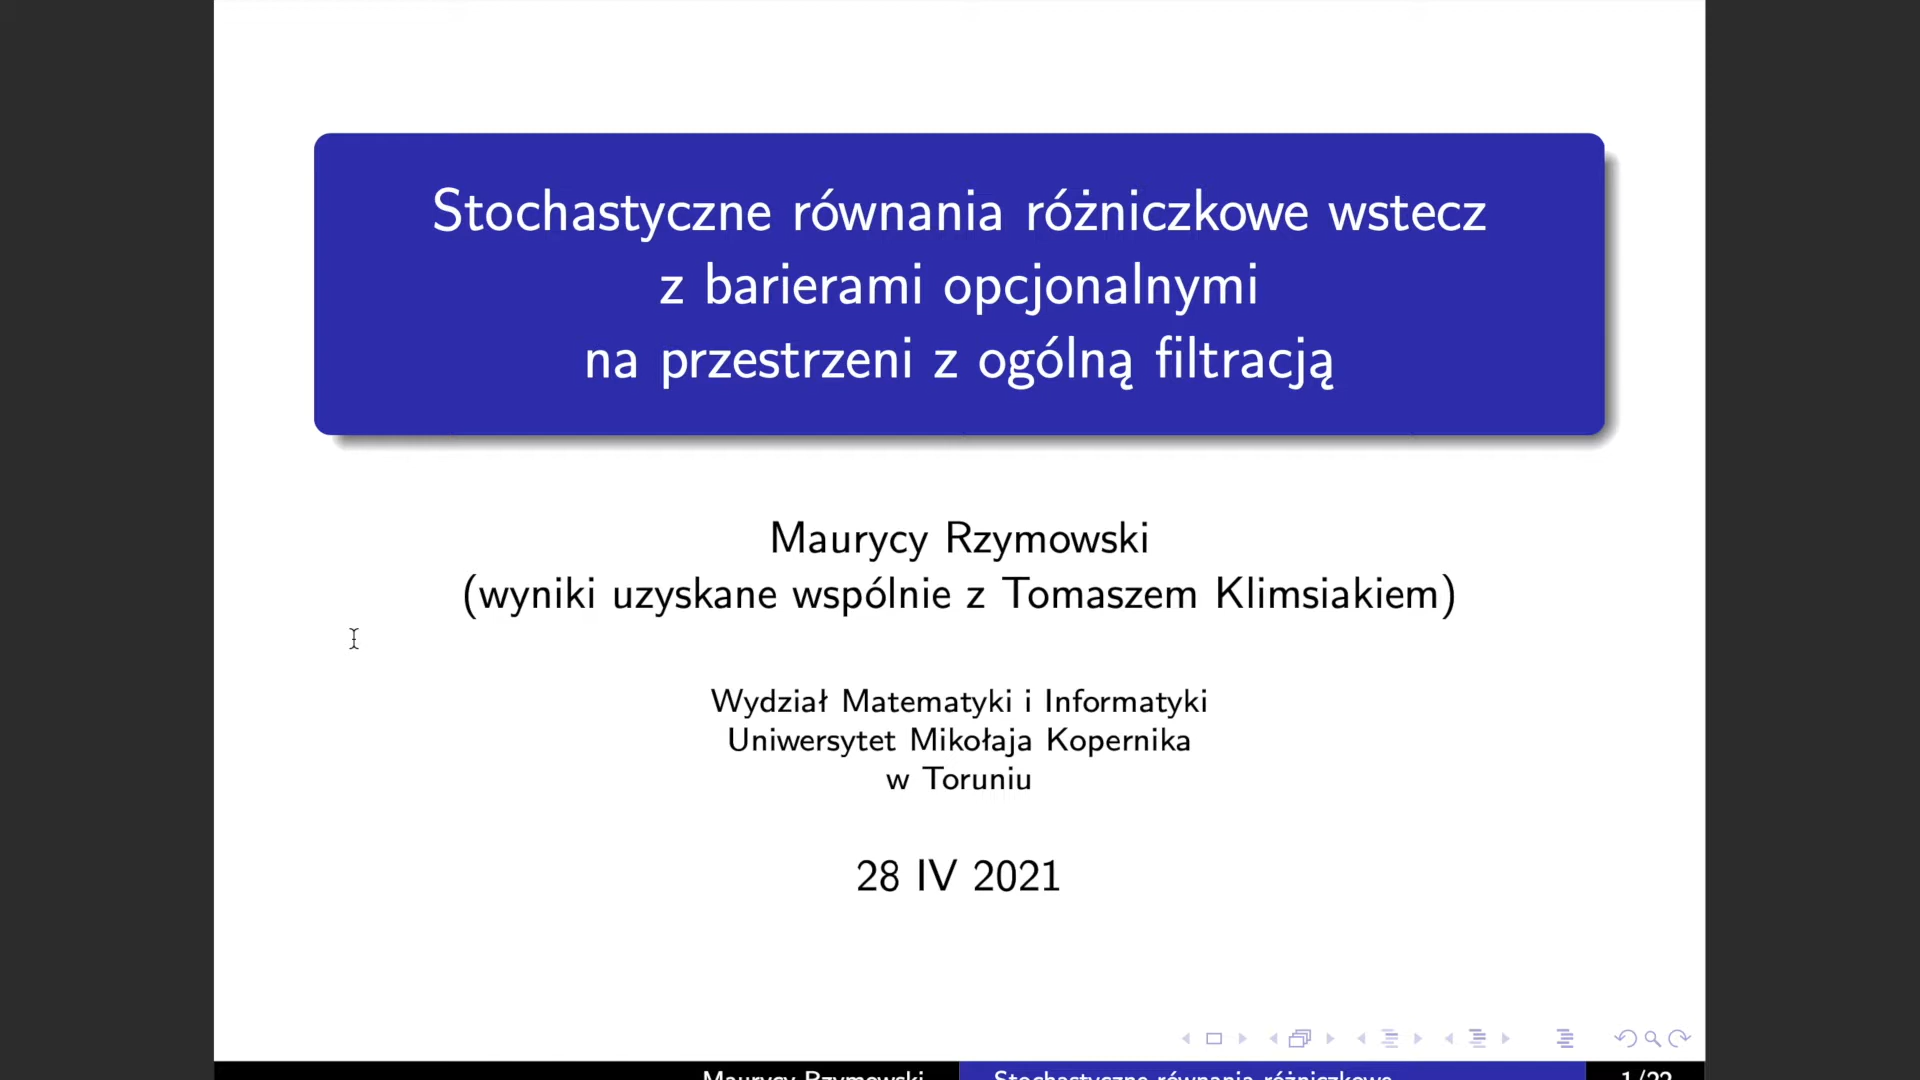 Stochastyczne równania różniczkowe wstecz
z barierami opcjonalnymi
na przestrzeni z ogólną filtracją
Maurycy Rzymowski
(wyniki uzyskane wspólnie z Tomaszem Klimsiakiem)
Wydział Matematyki i Informatyki
Uniwersytet Mikołaja Kopernika
w Toruniu
28 IV 2021
Maurycy Rzymowski Stochastyczne równania różniczkowe 1/22